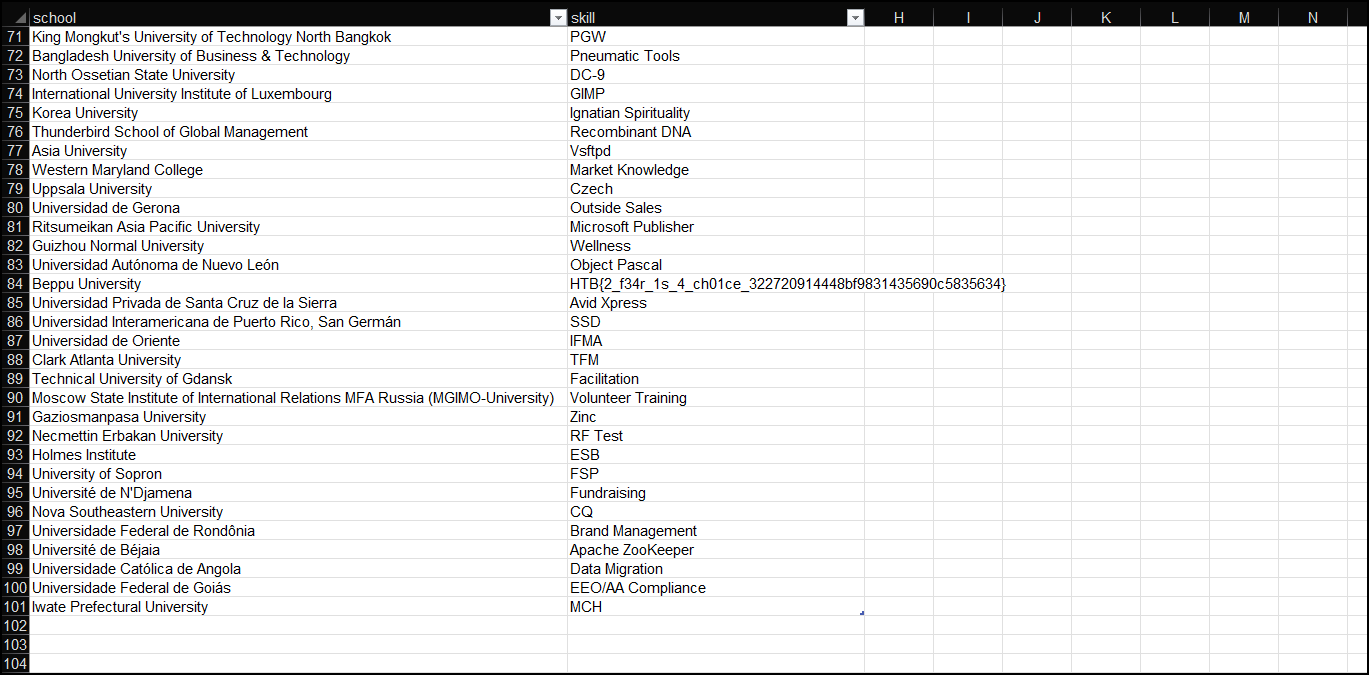 school skill H I J K L M N
71 King Mongkut's University of Technology North Bangkok PGW
72 Bangladesh University of Business & Technology Pneumatic Tools
73 North Ossetian State University DC-9
74 International University Institute of Luxembourg GIMP
75 Korea University Ignatian Spirituality
76 Thunderbird School of Global Management Recombinant DNA
77 Asia University Vsftpd
78 Western Maryland College Market Knowledge
79 Uppsala University Czech
80 Universidad de Gerona Outside Sales
81 Ritsumeikan Asia Pacific University Microsoft Publisher
82 Guizhou Normal University Wellness
83 Universidad Autónoma de Nuevo León Object Pascal
84 Beppu University HTB{2_f34r_1s_4_ch01ce_322720914448bf9831435690c5835634}
85 Universidad Privada de Santa Cruz de la Sierra Avid Xpress
86 Universidad Interamericana de Puerto Rico, San Germán SSD
87 Universidad de Oriente IFMA
88 Clark Atlanta University TFM
89 Technical University of Gdansk Facilitation
90 Moscow State Institute of International Relations MFA Russia (MGIMO-University) Volunteer Training
91 Gaziosmanpasa University Zinc
92 Necmettin Erbakan University RF Test
93 Holmes Institute ESB
94 University of Sopron FSP
95 Université de N'Djamena Fundraising
96 Nova Southeastern University CQ
97 Universidade Federal de Rondônia Brand Management
98 Université de Béjaia Apache ZooKeeper
99 Universidade Católica de Angola Data Migration
100 Universidade Federal de Goiás EEO/AA Compliance
101 Iwate Prefectural University MCH
102
103
104